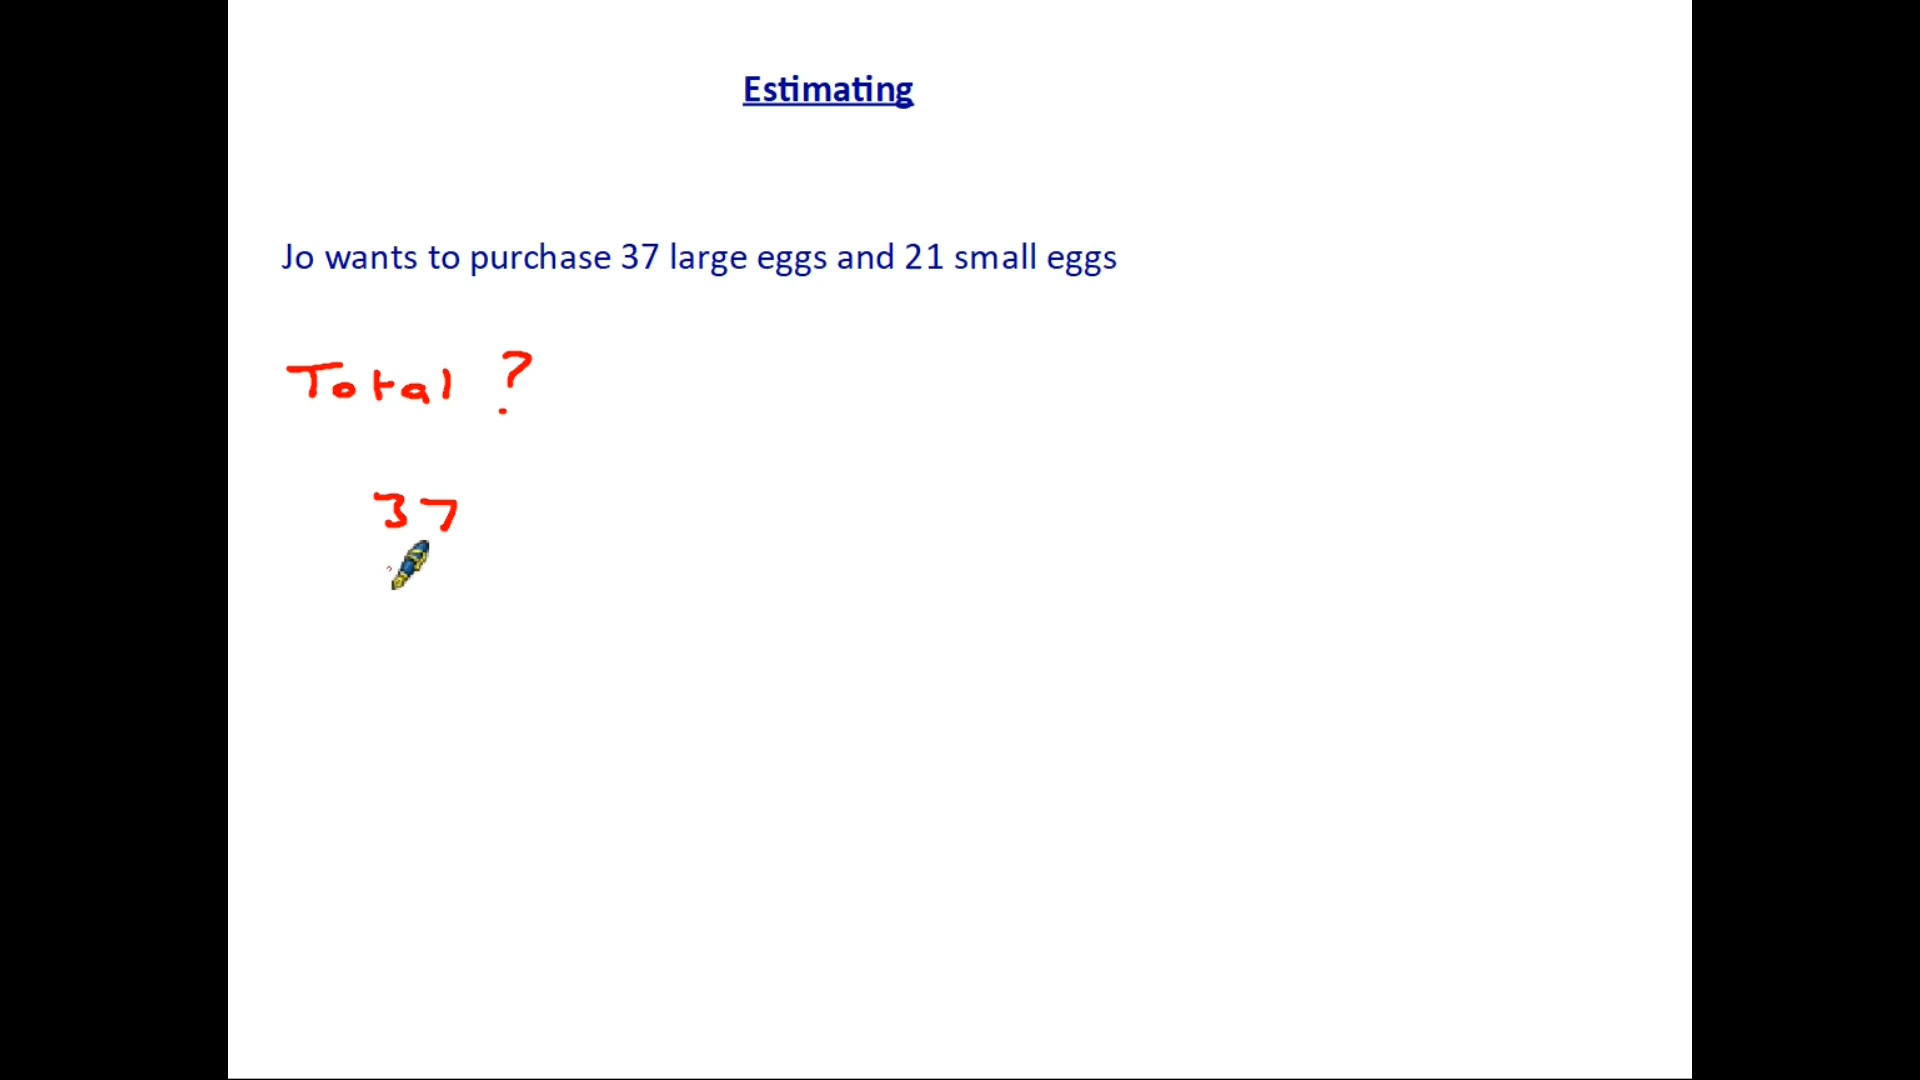 Estimating
Jo wants to purchase 37 large eggs and 21 small eggs
Total ?
37